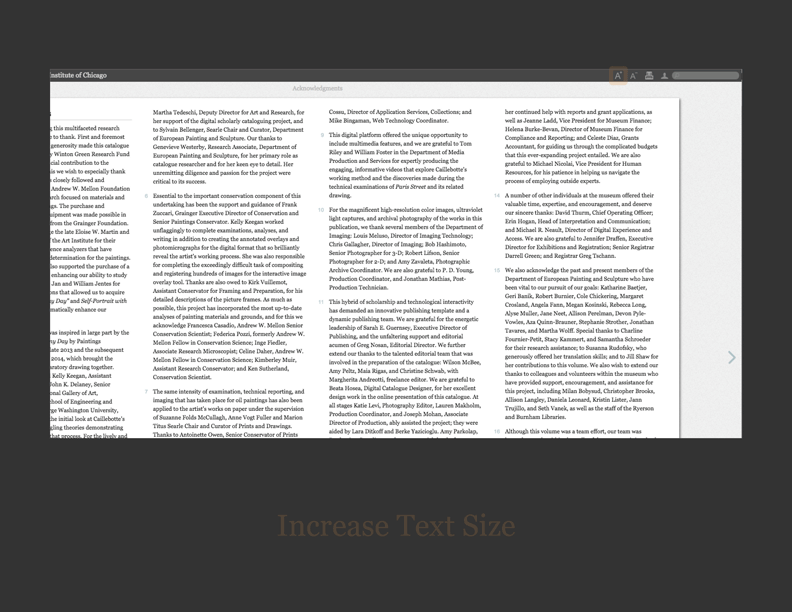 Institute of Chicago
A+ A-
Acknowledgments
g this multifaceted research
e to thank. First and foremost
generosity made this catalogue
y Winton Green Research Fund
cial contribution to the
is we wish to especially thank
s closely followed and
Andrew W. Mellon Foundation
arch focused on materials and
gs. The purchase and
uipment was made possible in
from the Grainger Foundation.
e the late Eloise W. Martin and
f the Art Institute for their
ence analyzers that have
determination for the paintings.
lso supported the purchase of a
enhancing our ability to study
Jan and William Jentes for
ons that allowed us to acquire
y Day" and Self-Portrait with
matically enhance our
was inspired in large part by the
ny Day by Paintings
ate 2013 and the subsequent
2014, which brought the
ratory drawing together.
Kelly Keegan, Assistant
John K. Delaney, Senior
onal Gallery of Art,
chool of Engineering and
rge Washington University,
he initial look at Caillebotte's
gling theories demonstrating
hat process. For the lively and
Martha Tedeschi, Deputy Director for Art and Research, for
her support of the digital scholarly cataloguing project, and
to Sylvain Bellenger, Searle Chair and Curator, Department
of European Painting and Sculpture. Our thanks go to
Genevieve Westerby, Research Associate, Department of
European Painting and Sculpture, for her primary role as
catalogue researcher and for her keen eye to detail. Her
unremitting diligence and passion for the project were
critical to its success.
8 Essential to the important conservation component of this
undertaking has been the support and guidance of Frank
Zuccari, Grainger Executive Director of Conservation and
Senior Paintings Conservator. Kelly Keegan worked
unflaggingly to complete examinations, analyses, and
writing in addition to creating the annotated overlays and
photomicrographs for the digital format that so brilliantly
reveal the artist's working process. She was also responsible
for completing the exceedingly difficult task of compositing
and registering hundreds of images for the interactive image
overlay tool. Thanks are also owed to Kirk Vuillemot,
Assistant Conservator for Framing and Preparation, for his
detailed descriptions of the picture frames. As much as
possible, this project has incorporated the most up-to-date
analyses of painting materials and grounds, and for this we
acknowledge Francesca Casadio, Andrew W. Mellon Senior
Conservation Scientist; Federica Pozzi, formerly Andrew W.
Mellon Fellow in Conservation Science; Inge Fiedler,
Associate Research Microscopist; Celine Daher, Andrew W.
Mellon Fellow in Conservation Science; Kimberley Muir,
Assistant Research Conservator; and Ken Sutherland,
Conservation Scientist.
7 The same intensity of examination, technical reporting, and
imaging that has taken place for oil paintings has also been
applied to the artist's works on paper under the supervision
of Suzanne Folds McCullagh, Anne Vogt Fuller and Marion
Titus Searle Chair and Curator of Prints and Drawings.
Thanks to Antoinette Owen, Senior Conservator of Prints
Cossu, Director of Application Services, Collections; and
Mike Bingaman, Web Technology Coordinator.
9 This digital platform offered the unique opportunity to
include multimedia features, and we are grateful to Tom
Riley and William Foster in the Department of Media
Production and Services for expertly producing the
engaging, informative videos that explore Caillebotte's
working method and the discoveries made during the
technical examinations of Paris Street and its related
drawing.
10 For the magnificent high-resolution color images, ultraviolet
light captures, and archival photography of the works in this
publication, we thank several members of the Department of
Imaging: Louis Meluso, Director of Imaging Technology;
Chris Gallagher, Director of Imaging; Bob Hashimoto,
Senior Photographer for 3-D; Robert Lifson, Senior
Photographer for 2-D; and Amy Zavaleta, Photographic
Archive Coordinator. We are also grateful to P. D. Young,
Production Coordinator, and Jonathan Mathias, Post-
Production Technician.
11 This hybrid of scholarship and technological interactivity
has demanded an innovative publishing template and a
dynamic publishing team. We are grateful for the energetic
leadership of Sarah E. Guernsey, Executive Director of
Publishing, and the unfaltering support and editorial
acumen of Greg Nosan, Editorial Director. We further
extend our thanks to the talented editorial team that was
involved in the preparation of the catalogue: Wilson McBee,
Amy Peltz, Maia Rigas, and Christine Schwab, with
Margherita Andreotti, freelance editor. We are grateful to
Beata Hosea, Digital Catalogue Designer, for her excellent
design work in the online presentation of this catalogue. At
all stages Katie Levi, Photography Editor, Lauren Makholm,
Production Coordinator, and Joseph Mohan, Associate
Director of Production, ably assisted the project; they were
aided by Lara Ditkoff and Berke Yazicioglu. Amy Parkolap,
her continued help with reports and grant applications, as
well as Jeanne Ladd, Vice President for Museum Finance;
Helena Burke-Bevan, Director of Museum Finance for
Compliance and Reporting; and Celeste Diaz, Grants
Accountant, for guiding us through the complicated budgets
that this ever-expanding project entailed. We are also
grateful to Michael Nicolai, Vice President for Human
Resources, for his patience in helping us navigate the
process of employing outside experts.
14 A number of other individuals at the museum offered their
valuable time, expertise, and encouragement, and deserve
our sincere thanks: David Thurm, Chief Operating Officer;
Erin Hogan, Head of Interpretation and Communications;
and Michael R. Neault, Director of Digital Experience and
Access. We are also grateful to Jennifer Draffen, Executive
Director for Exhibitions and Registration; Senior Registrar
Darrell Green; and Registrar Greg Tschann.
15 We also acknowledge the past and present members of the
Department of European Painting and Sculpture who have
been vital to our pursuit of our goals: Katharine Baetjer,
Geri Banik, Robert Burnier, Cole Chickering, Margaret
Crosland, Angela Fann, Megan Kosinski, Rebecca Long,
Alyse Muller, Jane Neet, Allison Perelman, Devon Pyle-
Vowles, Aza Quinn-Brauner, Stephanie Strother, Jonathan
Tavares, and Martha Wolff. Special thanks to Charline
Fournier-Petit, Stacy Kammert, and Samantha Schroeder
for their research assistance; to Susanna Rudofsky, who
generously offered her translation skills; and to Jill Shaw for
her contributions to this volume. We also wish to extend our
thanks to colleagues and volunteers within the museum who
have provided support, encouragement, and assistance for
this project, including Milan Bobysud, Christopher Brooks,
Allison Langley, Daniela Leonard, Kristin Lister, Jann
Trujillo, and Seth Vanek, as well as the staff of the Ryerson
and Burnham Libraries.
16 Although this volume was a team effort, our team was
Increase Text Size